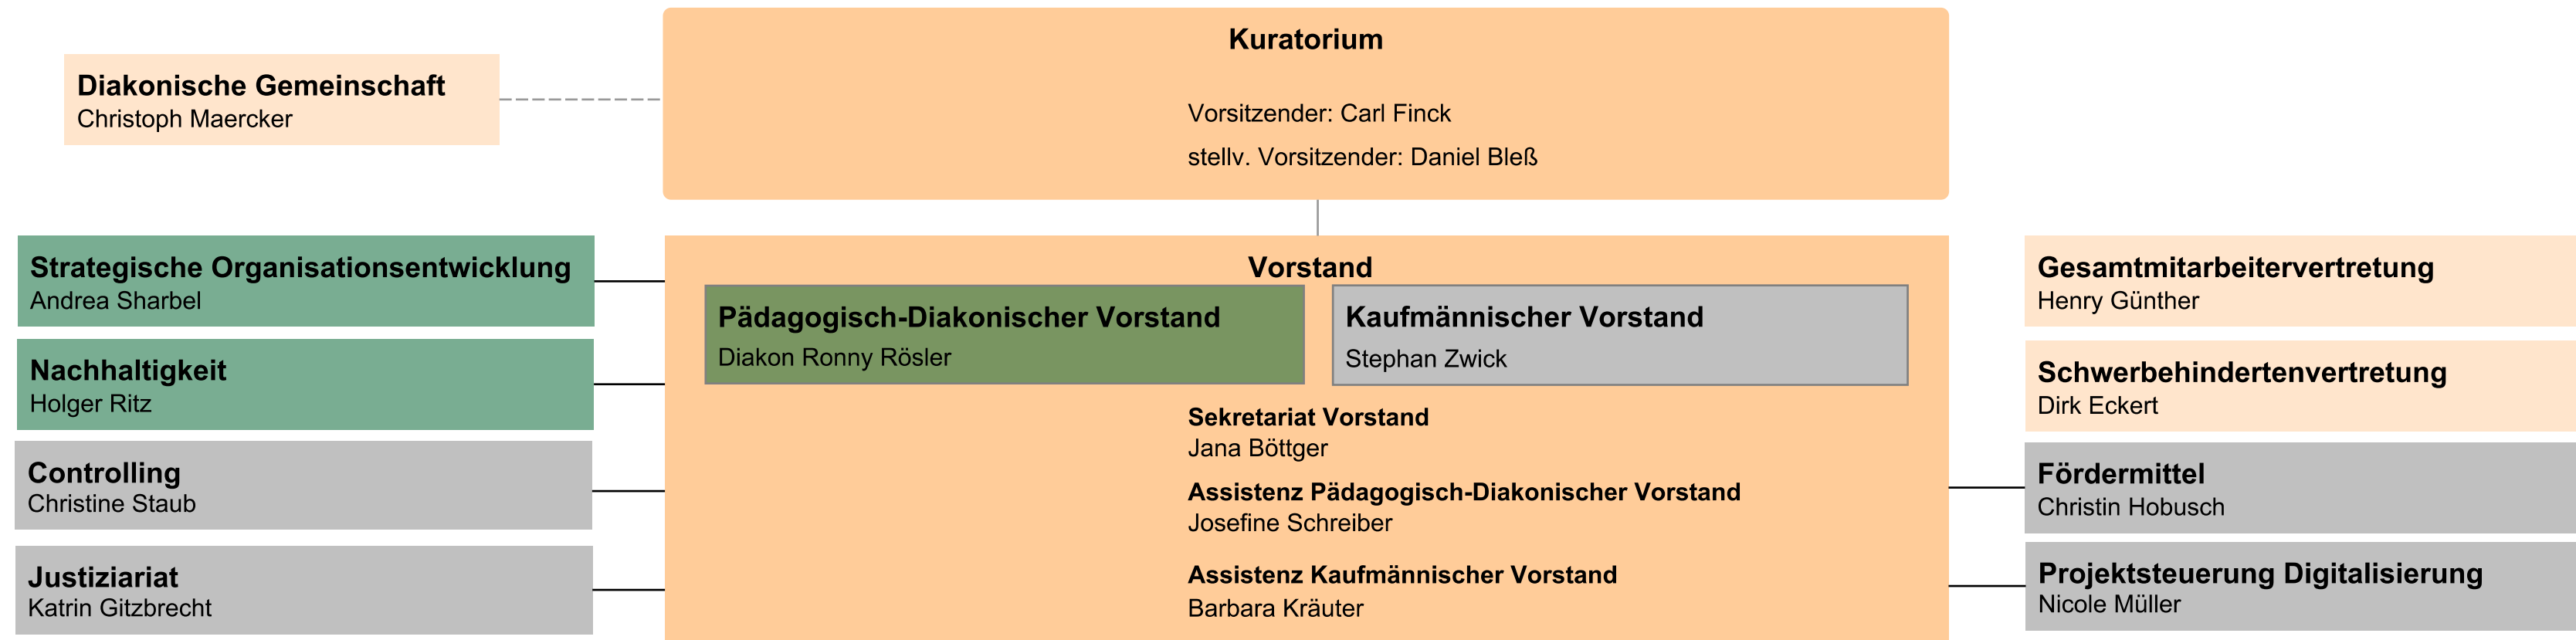 Kuratorium
Vorsitzender: Carl Finck
stellv. Vorsitzender: Daniel Bleß
Diakonische Gemeinschaft
Christoph Maercker
Strategische Organisationsentwicklung
Andrea Sharbel
Nachhaltigkeit
Holger Ritz
Controlling
Christine Staub
Justiziariat
Katrin Gitzbrecht
Vorstand
Pädagogisch-Diakonischer Vorstand
Diakon Ronny Rösler
Kaufmännischer Vorstand
Stephan Zwick
Sekretariat Vorstand
Jana Böttger
Assistenz Pädagogisch-Diakonischer Vorstand
Josefine Schreiber
Assistenz Kaufmännischer Vorstand
Barbara Kräuter
Gesamtmitarbeitervertretung
Henry Günther
Schwerbehindertenvertretung
Dirk Eckert
Fördermittel
Christin Hobusch
Projektsteuerung Digitalisierung
Nicole Müller